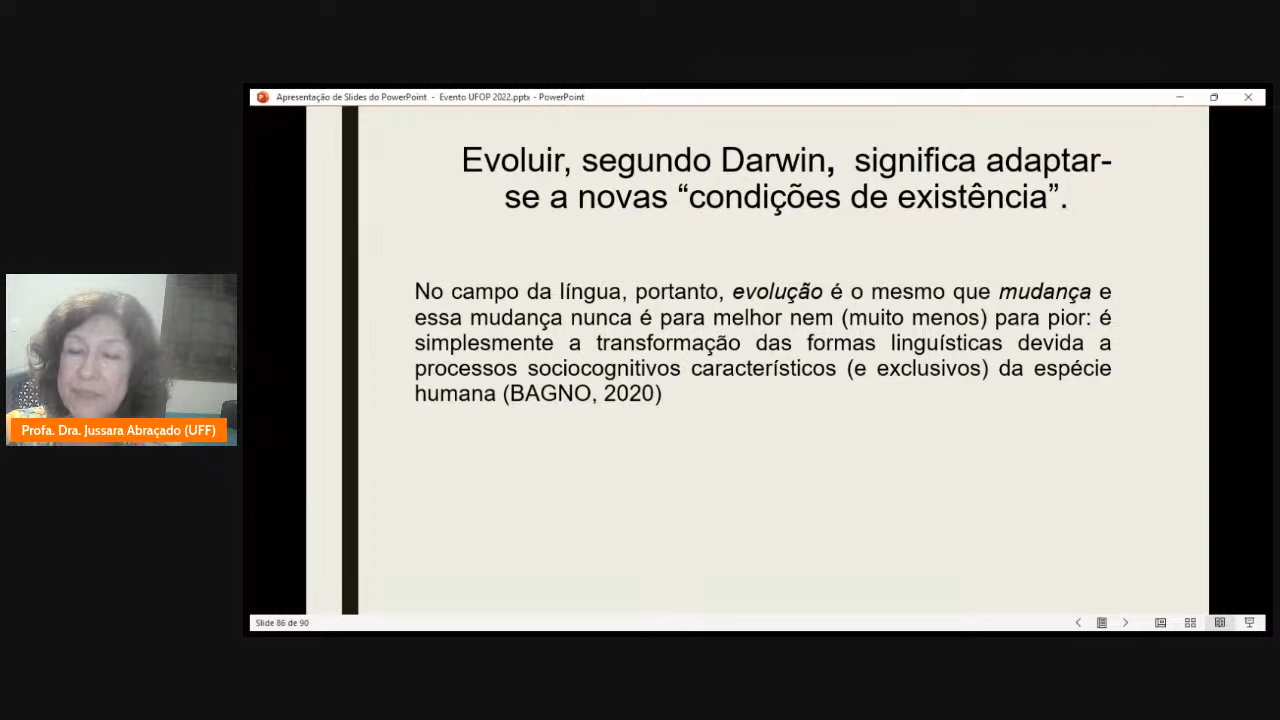 Apresentação de Slides do PowerPoint - Evento UFOP 2022.pptx - PowerPoint
Evoluir, segundo Darwin, significa adaptar-
se a novas “condições de existência”.
No campo da língua, portanto, evolução é o mesmo que mudança e
essa mudança nunca é para melhor nem (muito menos) para pior: é
simplesmente a transformação das formas linguísticas devida a
processos sociocognitivos característicos (e exclusivos) da espécie
humana (BAGNO, 2020)
Profa. Dra. Jussara Abraçado (UFF)
Slide 86 de 90